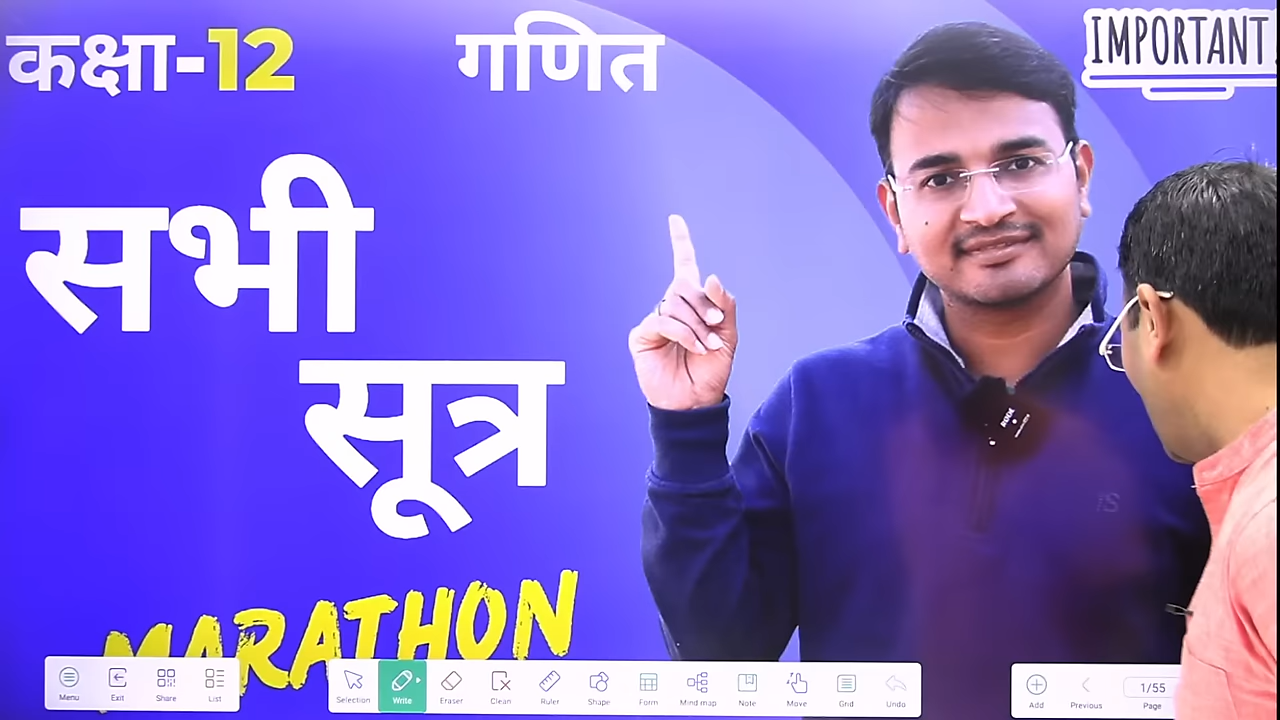 कक्षा-12 गणित IMPORTANT
सभी
सूत्र
MARATHON
Menu Exit Share List Selection Write Eraser Clean Ruler Shape Form Mind map Note Move Grid Undo Add Previous 1/55 Page